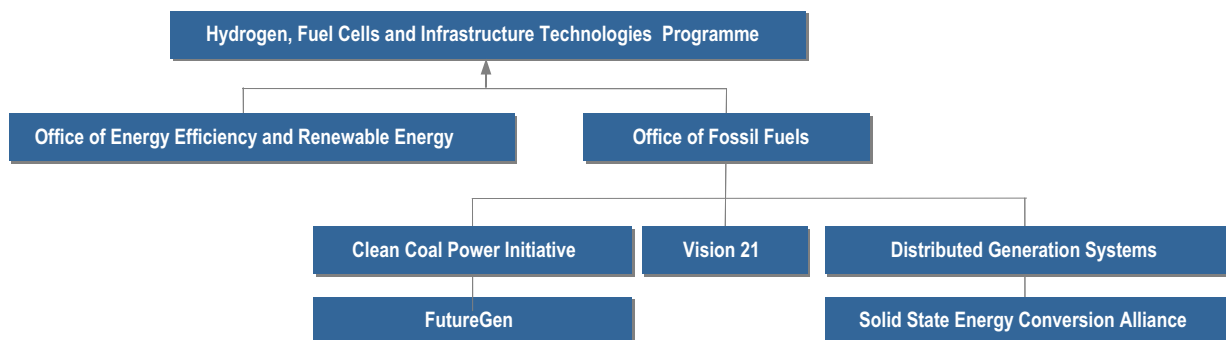 Hydrogen, Fuel Cells and Infrastructure Technologies Programme
Office of Energy Efficiency and Renewable Energy
Office of Fossil Fuels
Clean Coal Power Initiative
Vision 21
Distributed Generation Systems
FutureGen
Solid State Energy Conversion Alliance